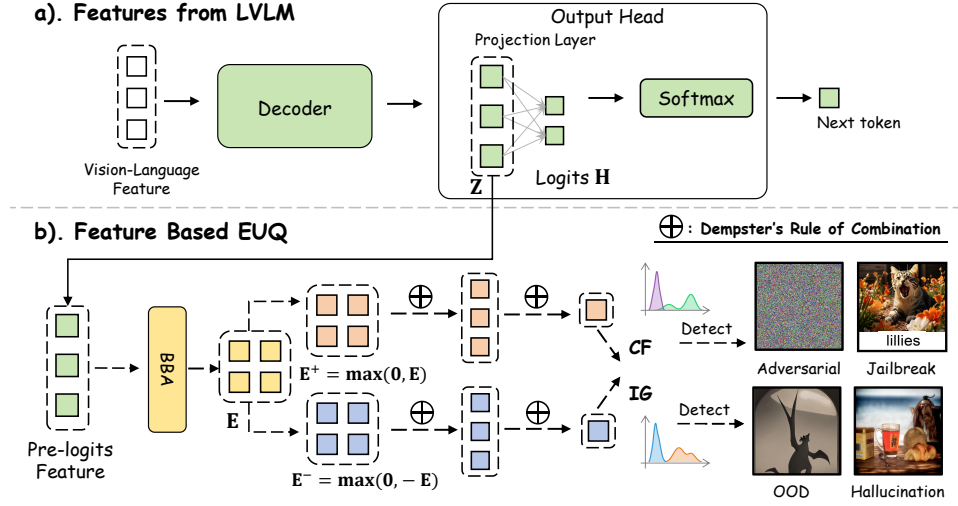 a). Features from LVLM
Output Head
Projection Layer
Decoder
Softmax
Next token
Vision-Language
Feature
Z
Logits H
b). Feature Based EUQ
⊕ : Dempster's Rule of Combination
BBA
E
E⁺ = max(0, E)
E⁻ = max(0, − E)
Pre-logits
Feature
CF
IG
Detect
Detect
lillies
Adversarial
Jailbreak
OOD
Hallucination